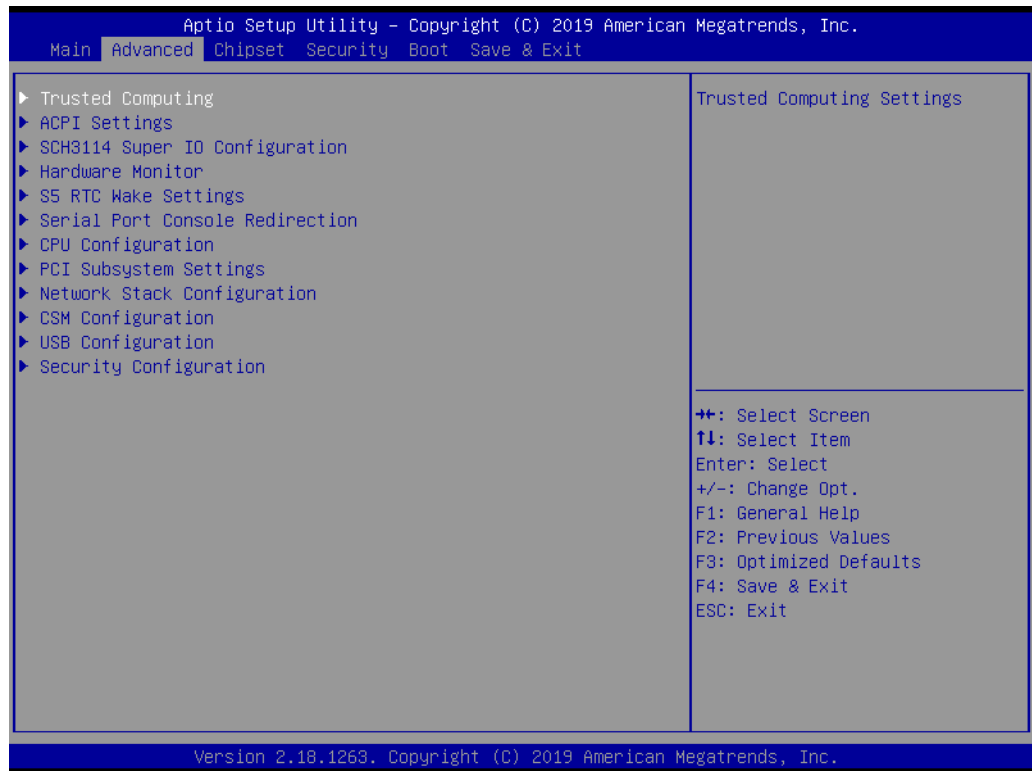 Aptio Setup Utility – Copyright (C) 2019 American Megatrends, Inc.
Main Advanced Chipset Security Boot Save & Exit
▶ Trusted Computing
▶ ACPI Settings
▶ SCH3114 Super IO Configuration
▶ Hardware Monitor
▶ S5 RTC Wake Settings
▶ Serial Port Console Redirection
▶ CPU Configuration
▶ PCI Subsystem Settings
▶ Network Stack Configuration
▶ CSM Configuration
▶ USB Configuration
▶ Security Configuration
Trusted Computing Settings
→←: Select Screen
↑↓: Select Item
Enter: Select
+/-: Change Opt.
F1: General Help
F2: Previous Values
F3: Optimized Defaults
F4: Save & Exit
ESC: Exit
Version 2.18.1263. Copyright (C) 2019 American Megatrends, Inc.